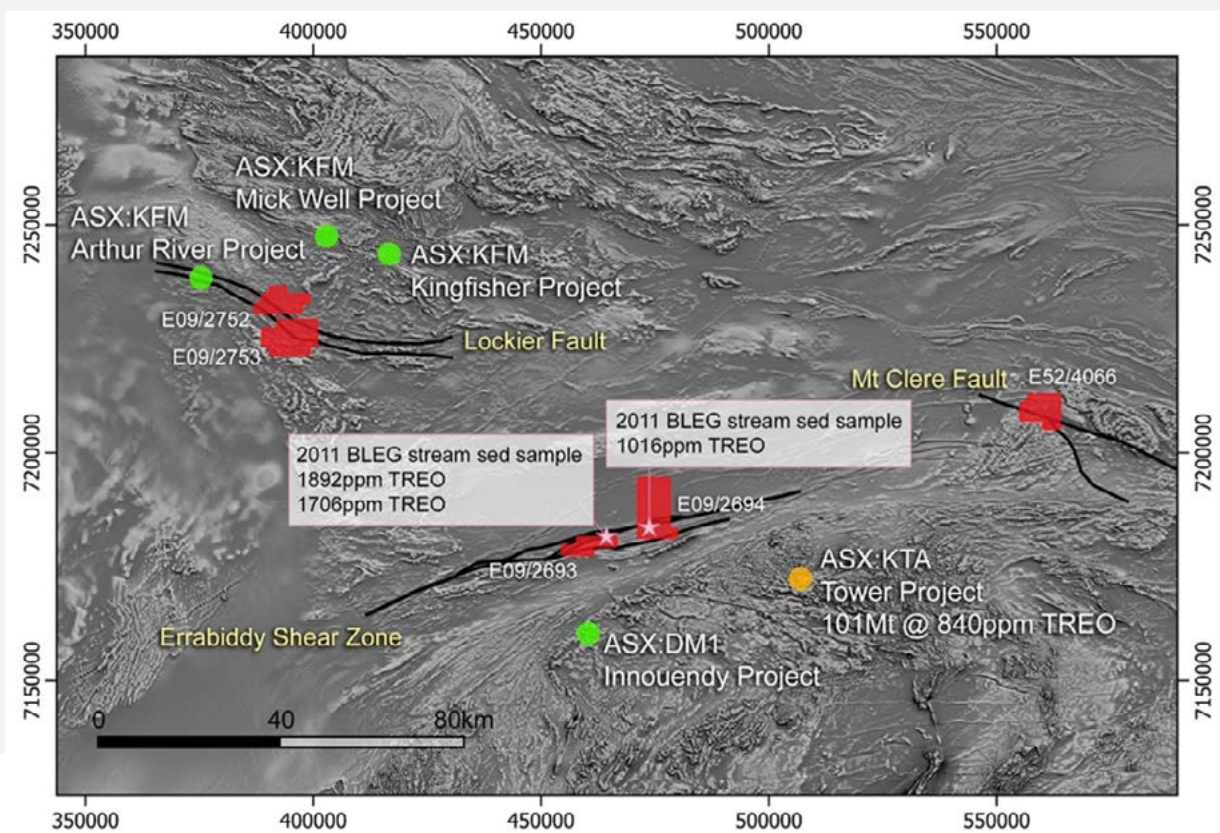 350000 400000 450000 500000 550000
ASX:KFM
Mick Well Project
ASX:KFM
Arthur River Project
ASX:KFM
Kingfisher Project
7250000
7250000
E09/2752
E09/2753
Lockier Fault
Mt Clere Fault
E52/4066
2011 BLEG stream sed sample
1016ppm TREO
2011 BLEG stream sed sample
1892ppm TREO
1706ppm TREO
7200000
7200000
E09/2694
E09/2693
ASX:KTA
Tower Project
101Mt @ 840ppm TREO
Errabiddy Shear Zone
ASX:DM1
Innouendy Project
7150000
7150000
0 40 80km
350000 400000 450000 500000 550000